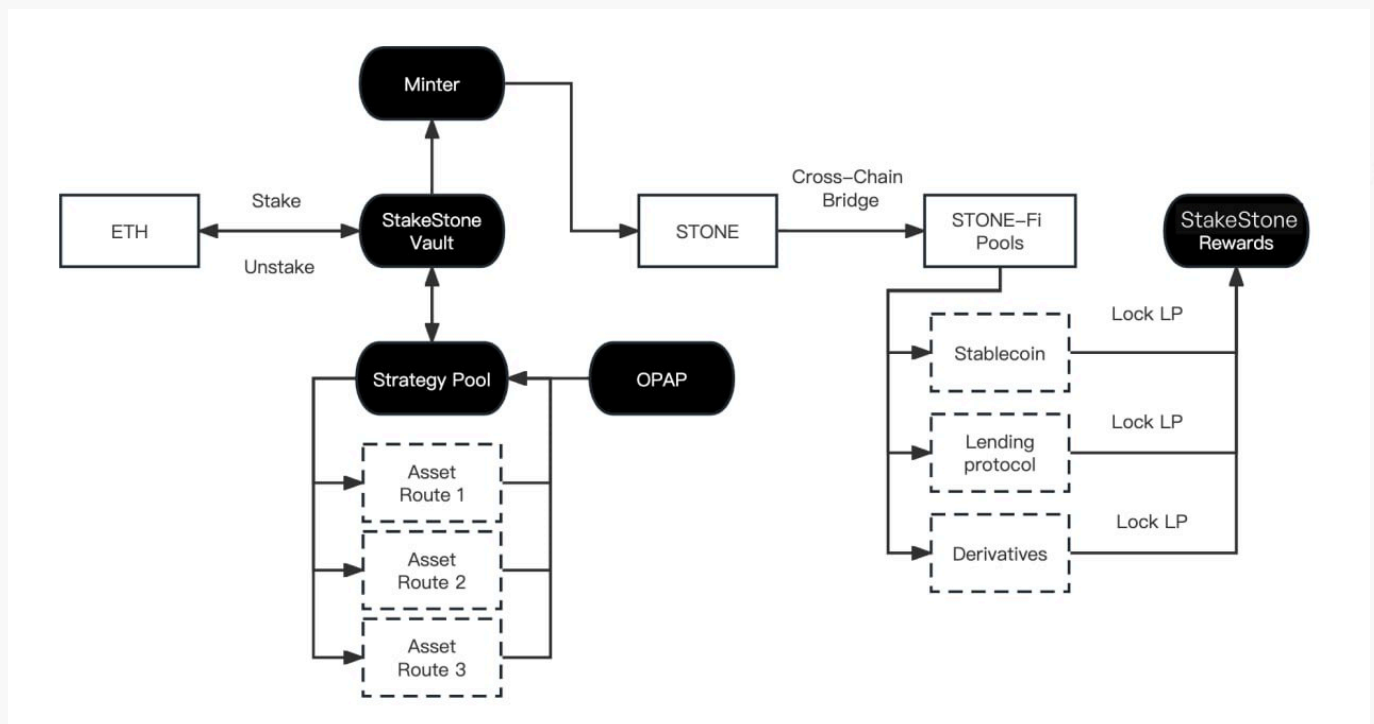 Minter
Cross-Chain
Bridge
ETH
Stake
Unstake
StakeStone
Vault
STONE
STONE-Fi
Pools
StakeStone
Rewards
Strategy Pool
OPAP
Asset
Route 1
Asset
Route 2
Asset
Route 3
Stablecoin
Lock LP
Lending
protocol
Lock LP
Derivatives
Lock LP